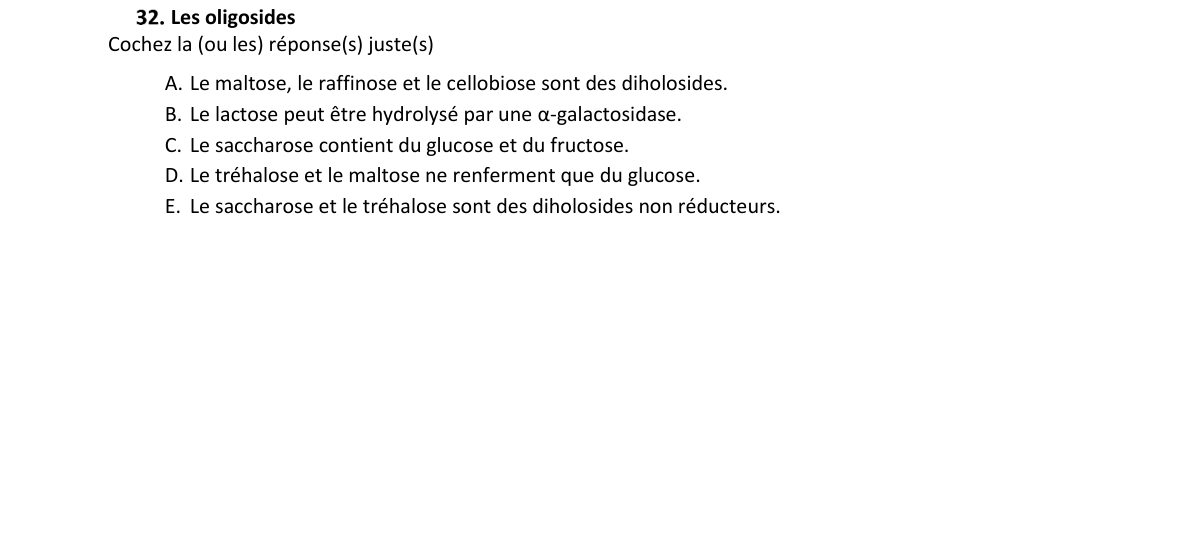 32. Les oligosides
Cochez la (ou les) réponse(s) juste(s)
A. Le maltose, le raffinose et le cellobiose sont des diholosides.
B. Le lactose peut être hydrolysé par une α-galactosidase.
C. Le saccharose contient du glucose et du fructose.
D. Le tréhalose et le maltose ne renferment que du glucose.
E. Le saccharose et le tréhalose sont des diholosides non réducteurs.